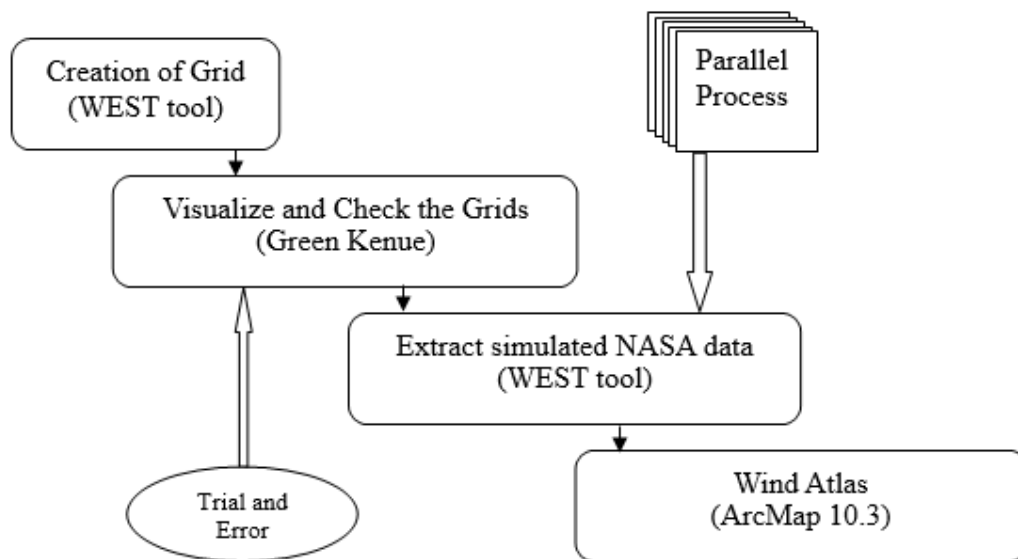 Creation of Grid
(WEST tool)
Parallel
Process
Visualize and Check the Grids
(Green Kenue)
Extract simulated NASA data
(WEST tool)
Trial and
Error
Wind Atlas
(ArcMap 10.3)